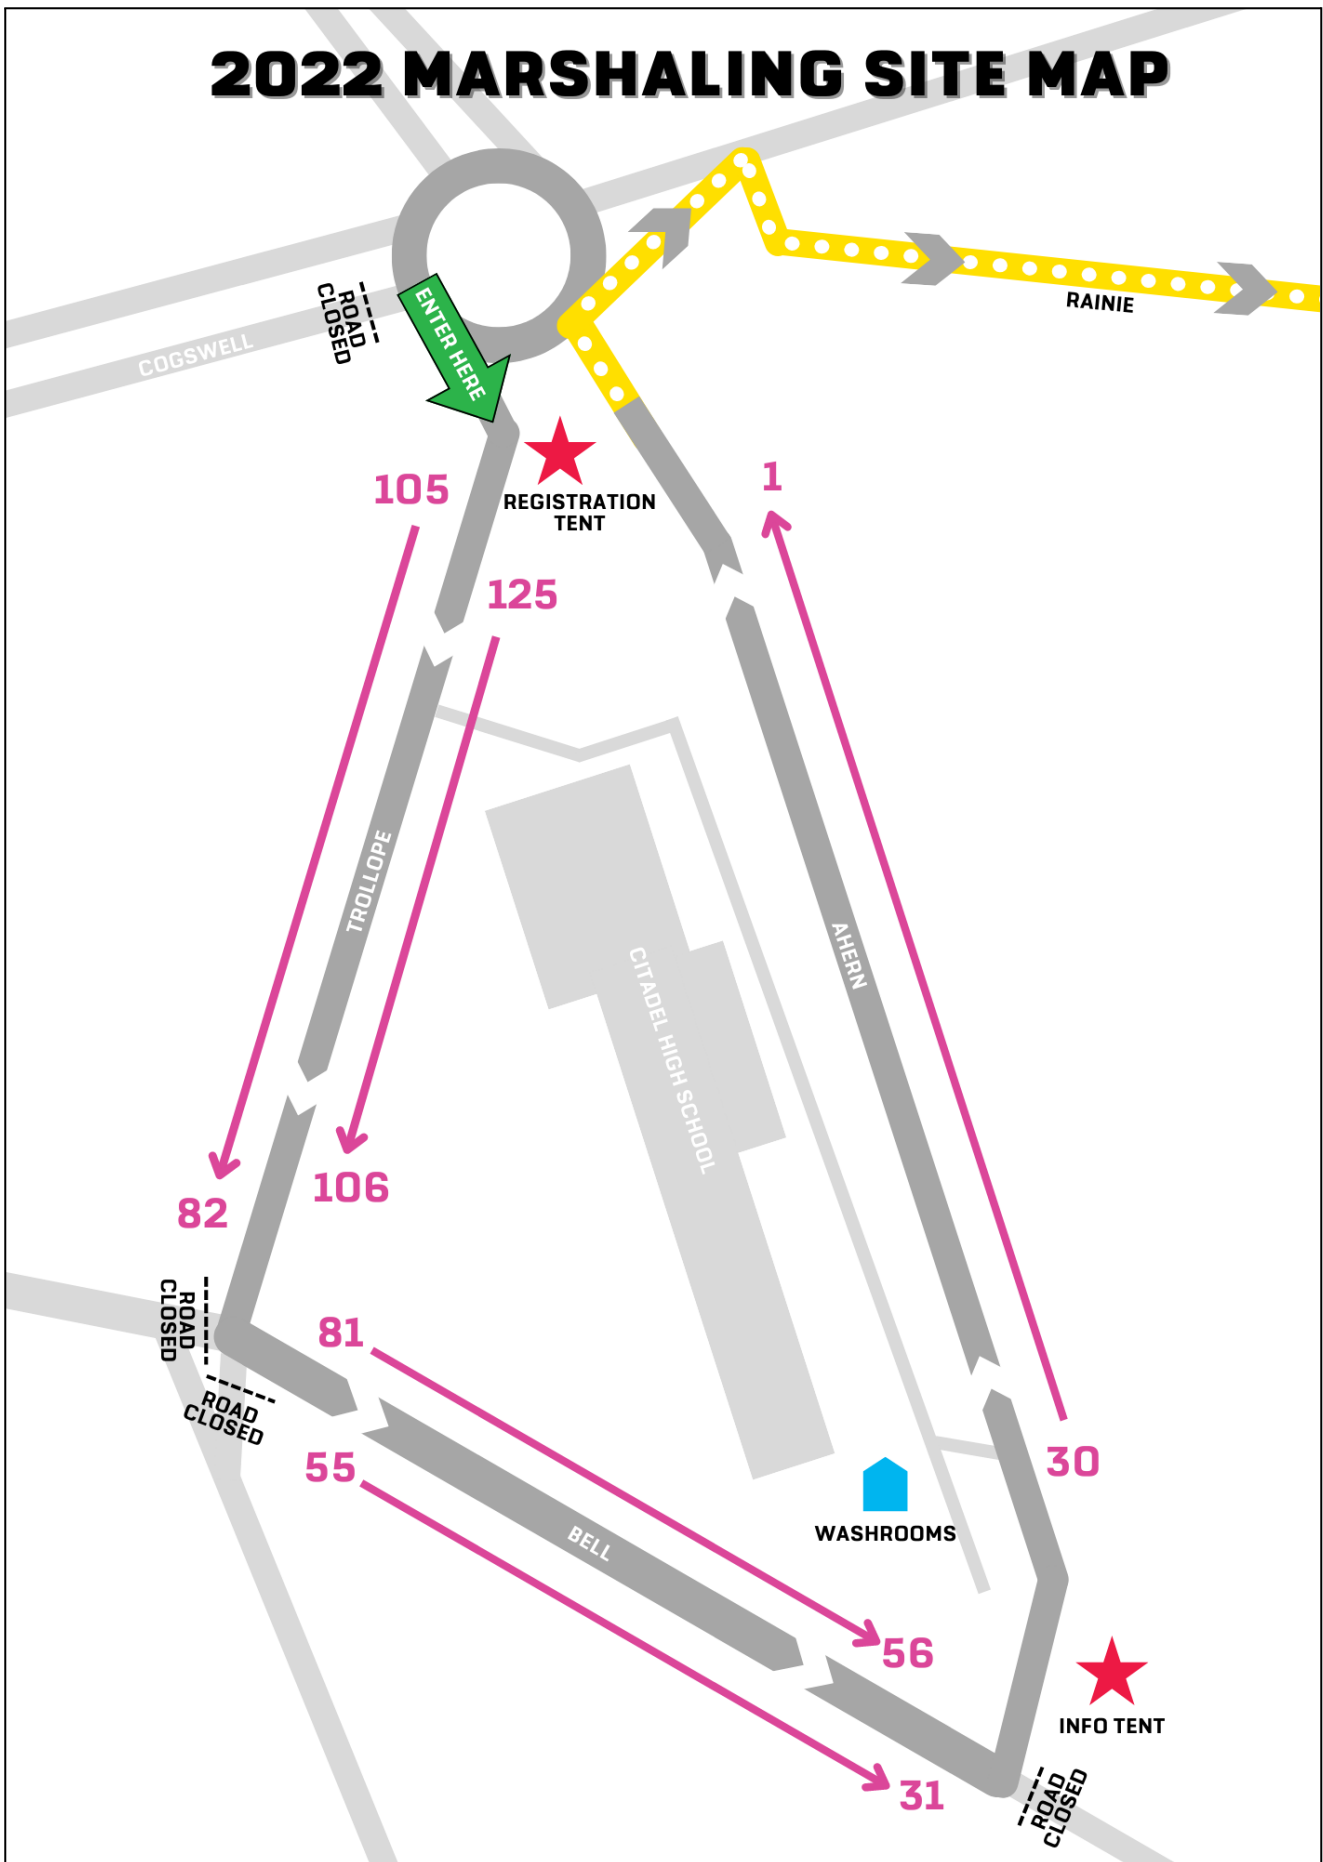 2022 MARSHALING SITE MAP
ROAD
CLOSED
COGSWELL
ENTER HERE
RAINIE
REGISTRATION
TENT
105
125
1
TROLLOPE
AHERN
CITADEL HIGH SCHOOL
82
106
ROAD
CLOSED
ROAD
CLOSED
81
55
30
BELL
WASHROOMS
56
31
INFO TENT
ROAD
CLOSED